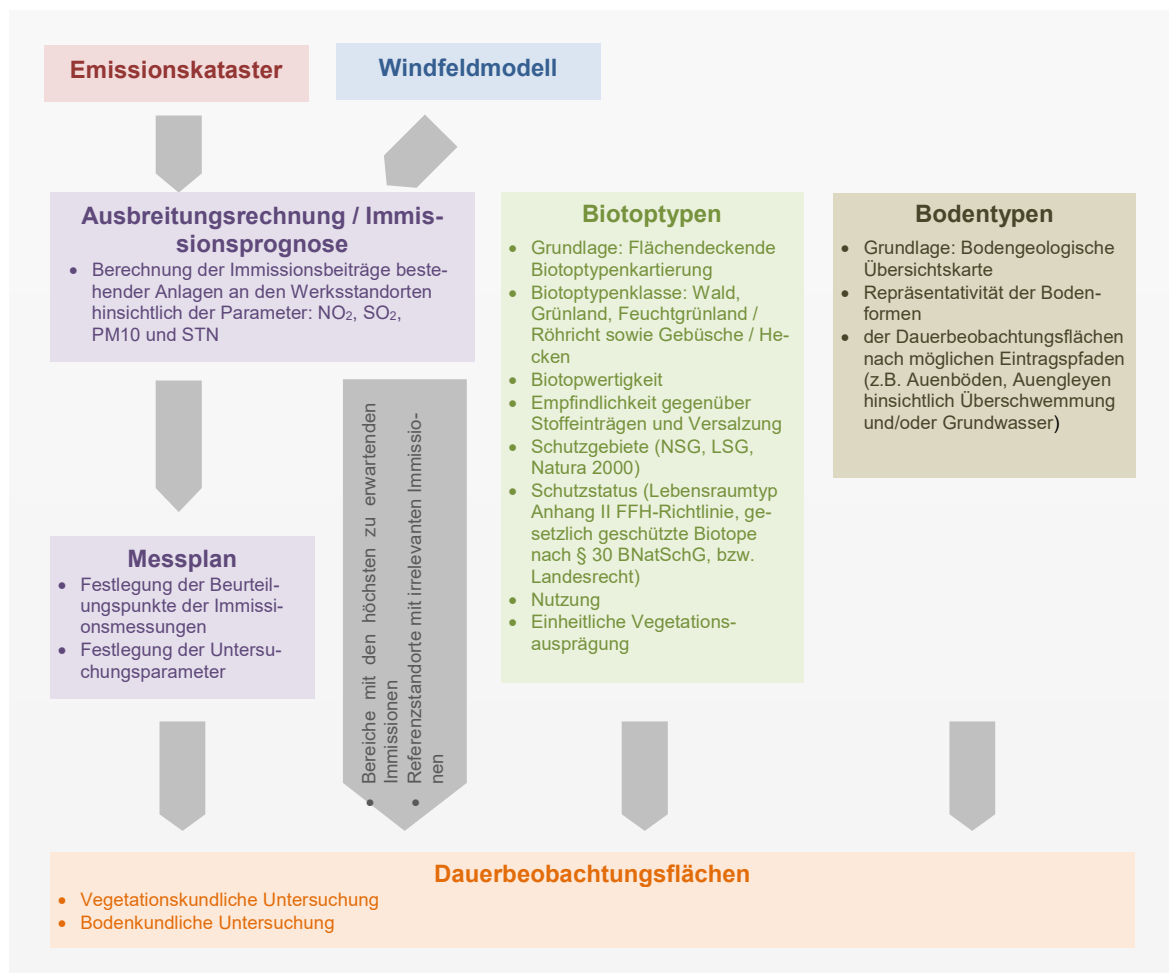 Emissionskataster
Windfeldmodell
Ausbreitungsrechnung / Immis-
sionsprognose
• Berechnung der Immissionsbeiträge beste-
hender Anlagen an den Werksstandorten
hinsichtlich der Parameter: NO₂, SO₂,
PM10 und STN
Messplan
• Festlegung der Beurteil-
ungspunkte der Immissi-
onsmessungen
• Festlegung der Untersu-
chungsparameter
• Bereiche mit den höchsten zu erwartenden
Immissionen
• Referenzstandorte mit irrelevanten Immissio-
nen
Biotoptypen
• Grundlage: Flächendeckende
Biotoptypenkartierung
• Biotoptypenklasse: Wald,
Grünland, Feuchtgrünland /
Röhricht sowie Gebüsche / He-
cken
• Biotopwertigkeit
• Empfindlichkeit gegenüber
Stoffeinträgen und Versalzung
• Schutzgebiete (NSG, LSG,
Natura 2000)
• Schutzstatus (Lebensraumtyp
Anhang II FFH-Richtlinie, ge-
setzlich geschützte Biotope
nach § 30 BNatSchG, bzw.
Landesrecht)
• Nutzung
• Einheitliche Vegetations-
ausprägung
Bodentypen
• Grundlage: Bodengeologische
Übersichtskarte
• Repräsentativität der Boden-
formen
• der Dauerbeobachtungsflächen
nach möglichen Eintragspfaden
(z.B. Auenböden, Auengleyen
hinsichtlich Überschwemmung
und/oder Grundwasser)
Dauerbeobachtungsflächen
• Vegetationskundliche Untersuchung
• Bodenkundliche Untersuchung